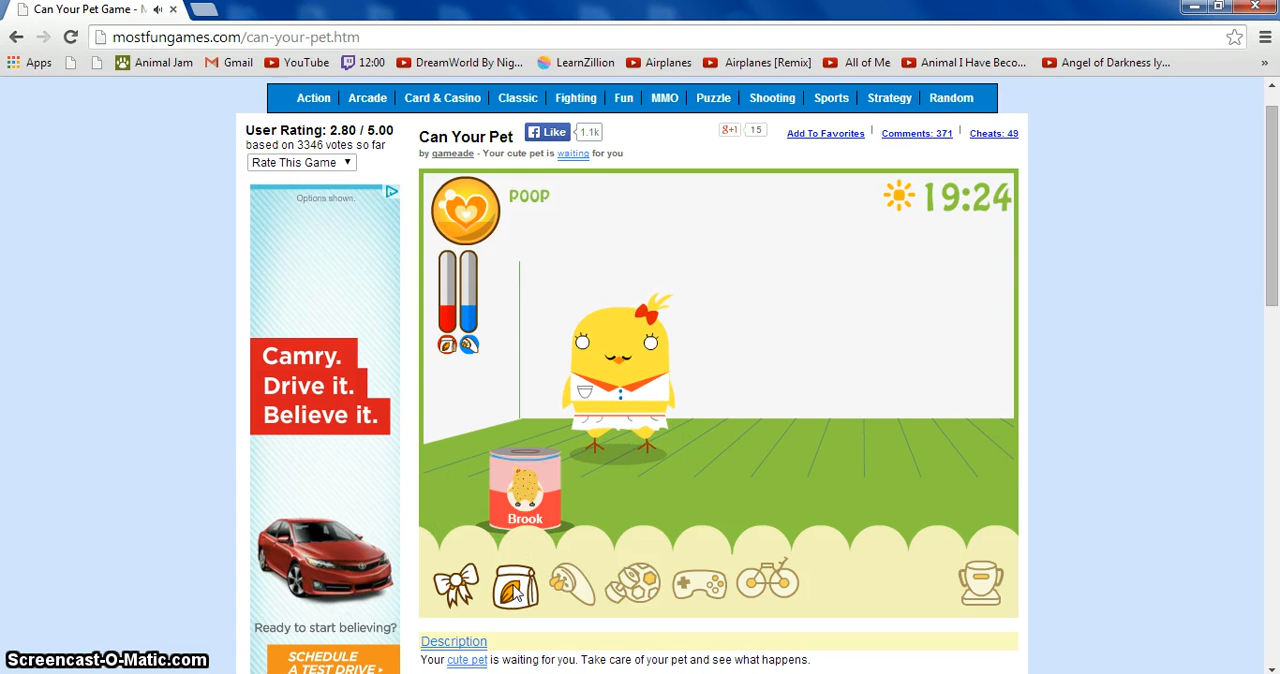 Can Your Pet Game - M
mostfungames.com/can-your-pet.htm
Apps Animal Jam Gmail YouTube 12:00 DreamWorld By Nig... LearnZillion Airplanes Airplanes [Remix] All of Me Animal I Have Beco... Angel of Darkness ly... »
Action Arcade Card & Casino Classic Fighting Fun MMO Puzzle Shooting Sports Strategy Random
User Rating: 2.80 / 5.00
based on 3346 votes so far
Rate This Game
Can Your Pet Like 1.1k g+1 15 Add To Favorites Comments: 371 Cheats: 49
by gameade - Your cute pet is waiting for you
Options shown.
Camry.
Drive it.
Believe it.
Ready to start believing?
SCHEDULE
A TEST DRIVE
POOP
19:24
Brook
Description
Your cute pet is waiting for you. Take care of your pet and see what happens.
Screencast-O-Matic.com